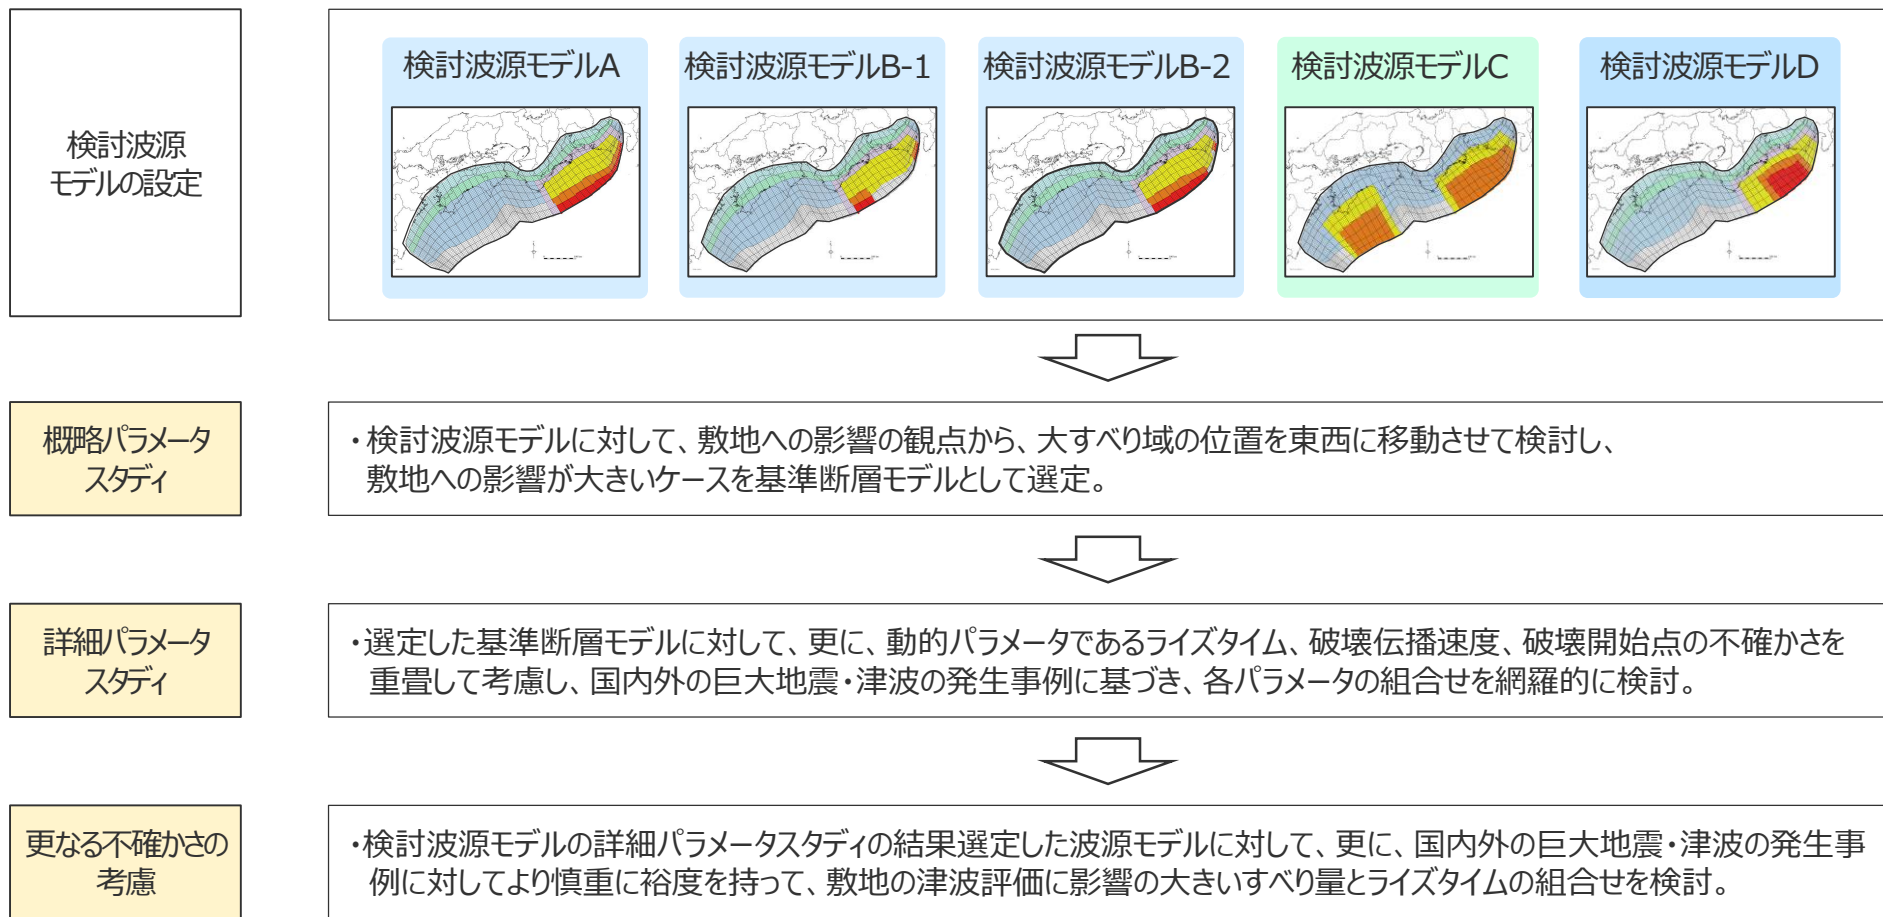 検討波源
モデルの設定
検討波源モデルA
検討波源モデルB-1
検討波源モデルB-2
検討波源モデルC
検討波源モデルD
概略パラメータ
スタディ
・検討波源モデルに対して、敷地への影響の観点から、大すべり域の位置を東西に移動させて検討し、
敷地への影響が大きいケースを基準断層モデルとして選定。
詳細パラメータ
スタディ
・選定した基準断層モデルに対して、更に、動的パラメータであるライズタイム、破壊伝播速度、破壊開始点の不確かさを
重畳して考慮し、国内外の巨大地震・津波の発生事例に基づき、各パラメータの組合せを網羅的に検討。
更なる不確かさの
考慮
・検討波源モデルの詳細パラメータスタディの結果選定した波源モデルに対して、更に、国内外の巨大地震・津波の発生事
例に対してより慎重に裕度を持って、敷地の津波評価に影響の大きいすべり量とライズタイムの組合せを検討。